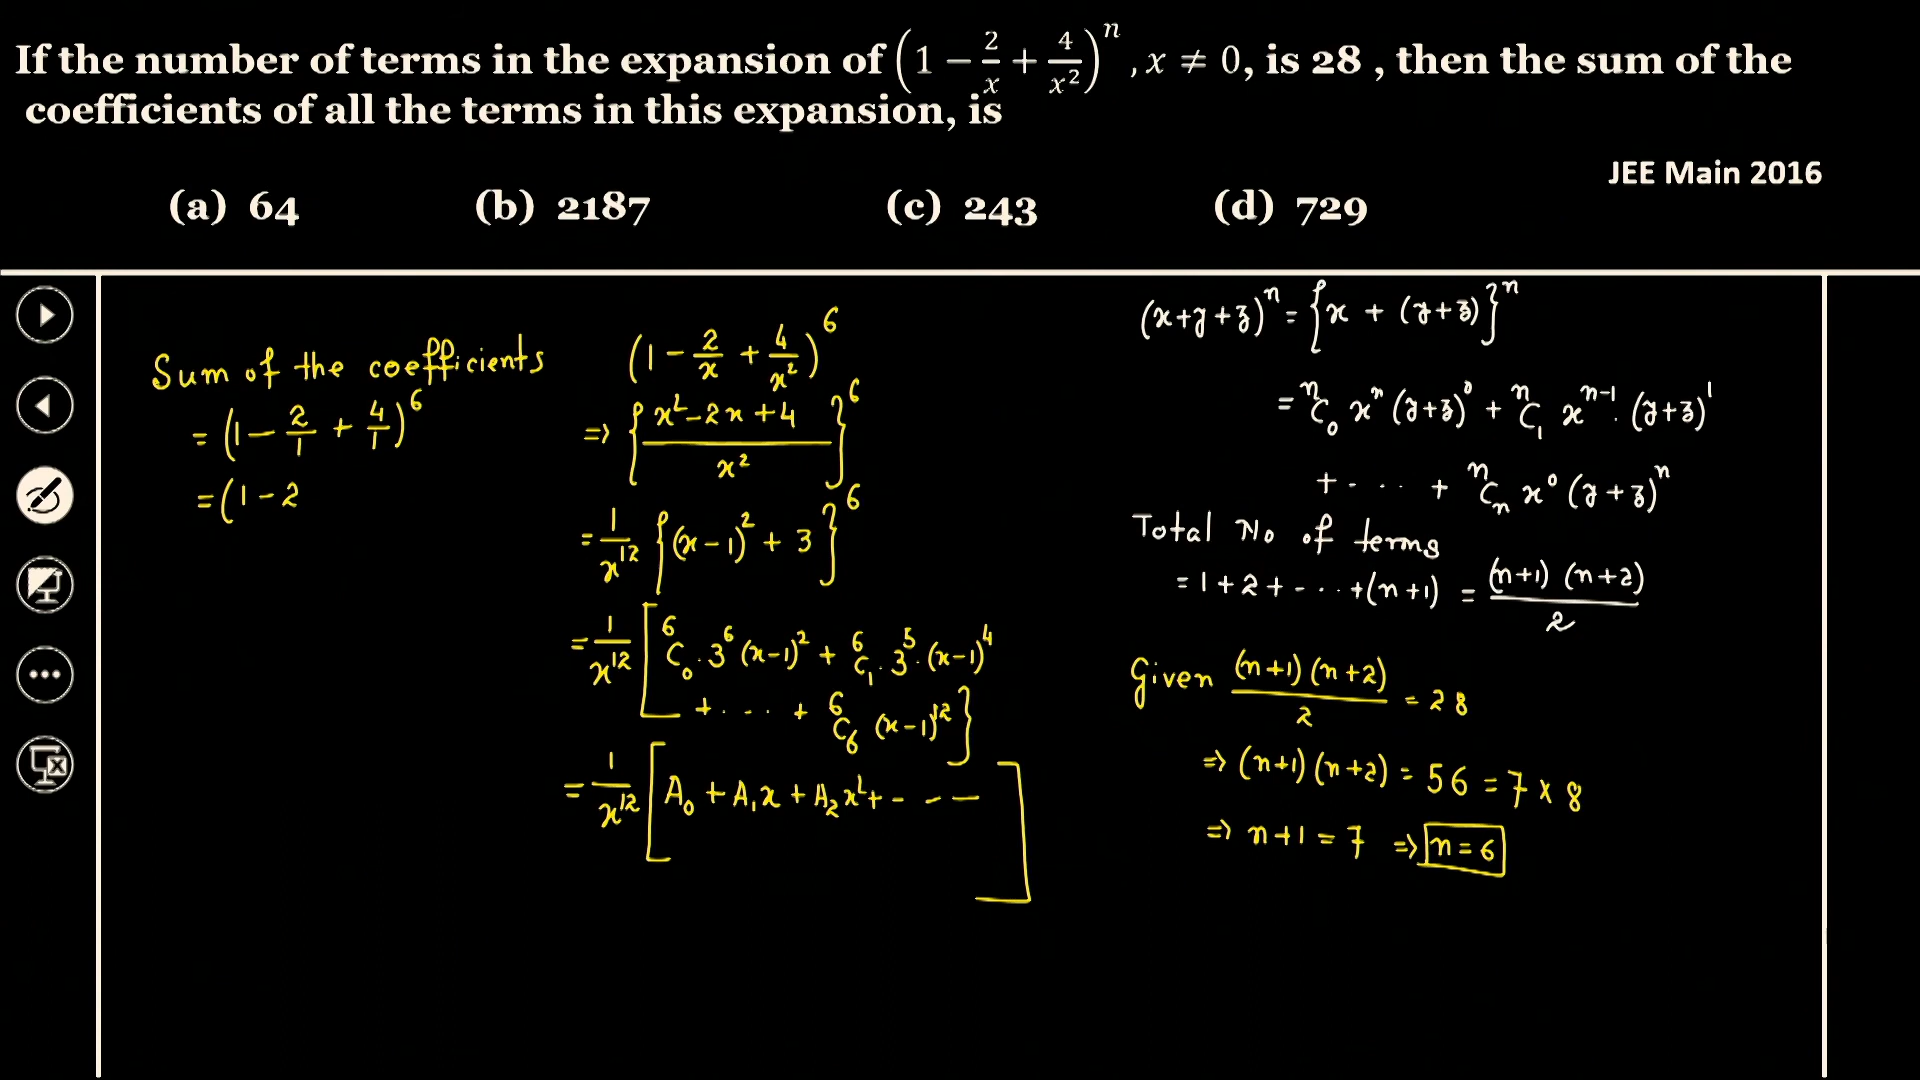 If the number of terms in the expansion of (1 − 2/x + 4/x²)ⁿ, x ≠ 0, is 28 , then the sum of the
coefficients of all the terms in this expansion, is
JEE Main 2016
(a) 64 (b) 2187 (c) 243 (d) 729
Sum of the coefficients
= (1 − 2/1 + 4/1)⁶
= (1 − 2
(1 − 2/x + 4/x²)⁶
⇒ {(x² − 2x + 4)/x²}⁶
= 1/x¹² {(x−1)² + 3}⁶
= 1/x¹² [⁶C₀ · 3⁶ (x−1)² + ⁶C₁ · 3⁵ · (x−1)⁴
+ · · · + ⁶C₆ (x−1)¹²}
= 1/x¹² [A₀ + A₁x + A₂x² + − − − ]
(x+y+z)ⁿ = {x + (y+z)}ⁿ
= ⁿC₀ xⁿ (y+z)⁰ + ⁿC₁ xⁿ⁻¹ · (y+z)¹
+ · · · + ⁿCₙ x⁰ (y+z)ⁿ
Total No of terms
= 1 + 2 + · · · + (n+1) = (n+1)(n+2)/2
Given (n+1)(n+2)/2 = 28
⇒ (n+1)(n+2) = 56 = 7 × 8
⇒ n+1 = 7 ⇒ n = 6